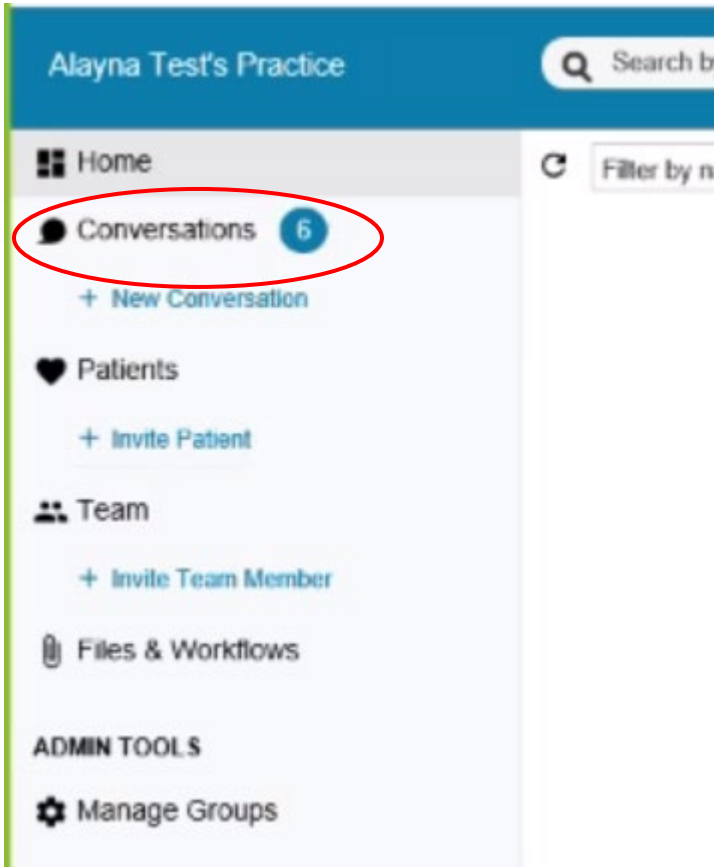 Alayna Test's Practice
Search
Home
Filter by
Conversations 6
+ New Conversation
Patients
+ Invite Patient
Team
+ Invite Team Member
Files & Workflows
ADMIN TOOLS
Manage Groups